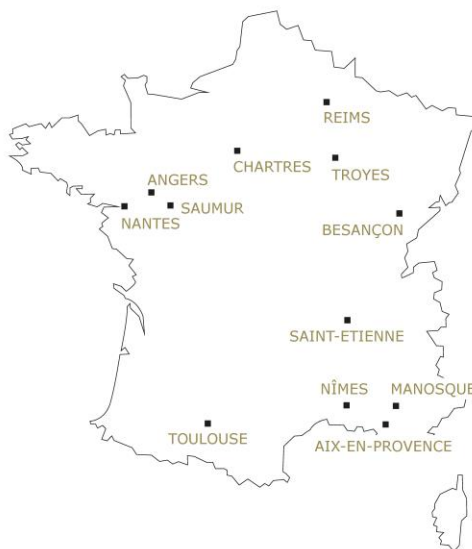 REIMS
CHARTRES
TROYES
ANGERS
SAUMUR
NANTES
BESANÇON
SAINT-ETIENNE
NÎMES
MANOSQUE
TOULOUSE
AIX-EN-PROVENCE